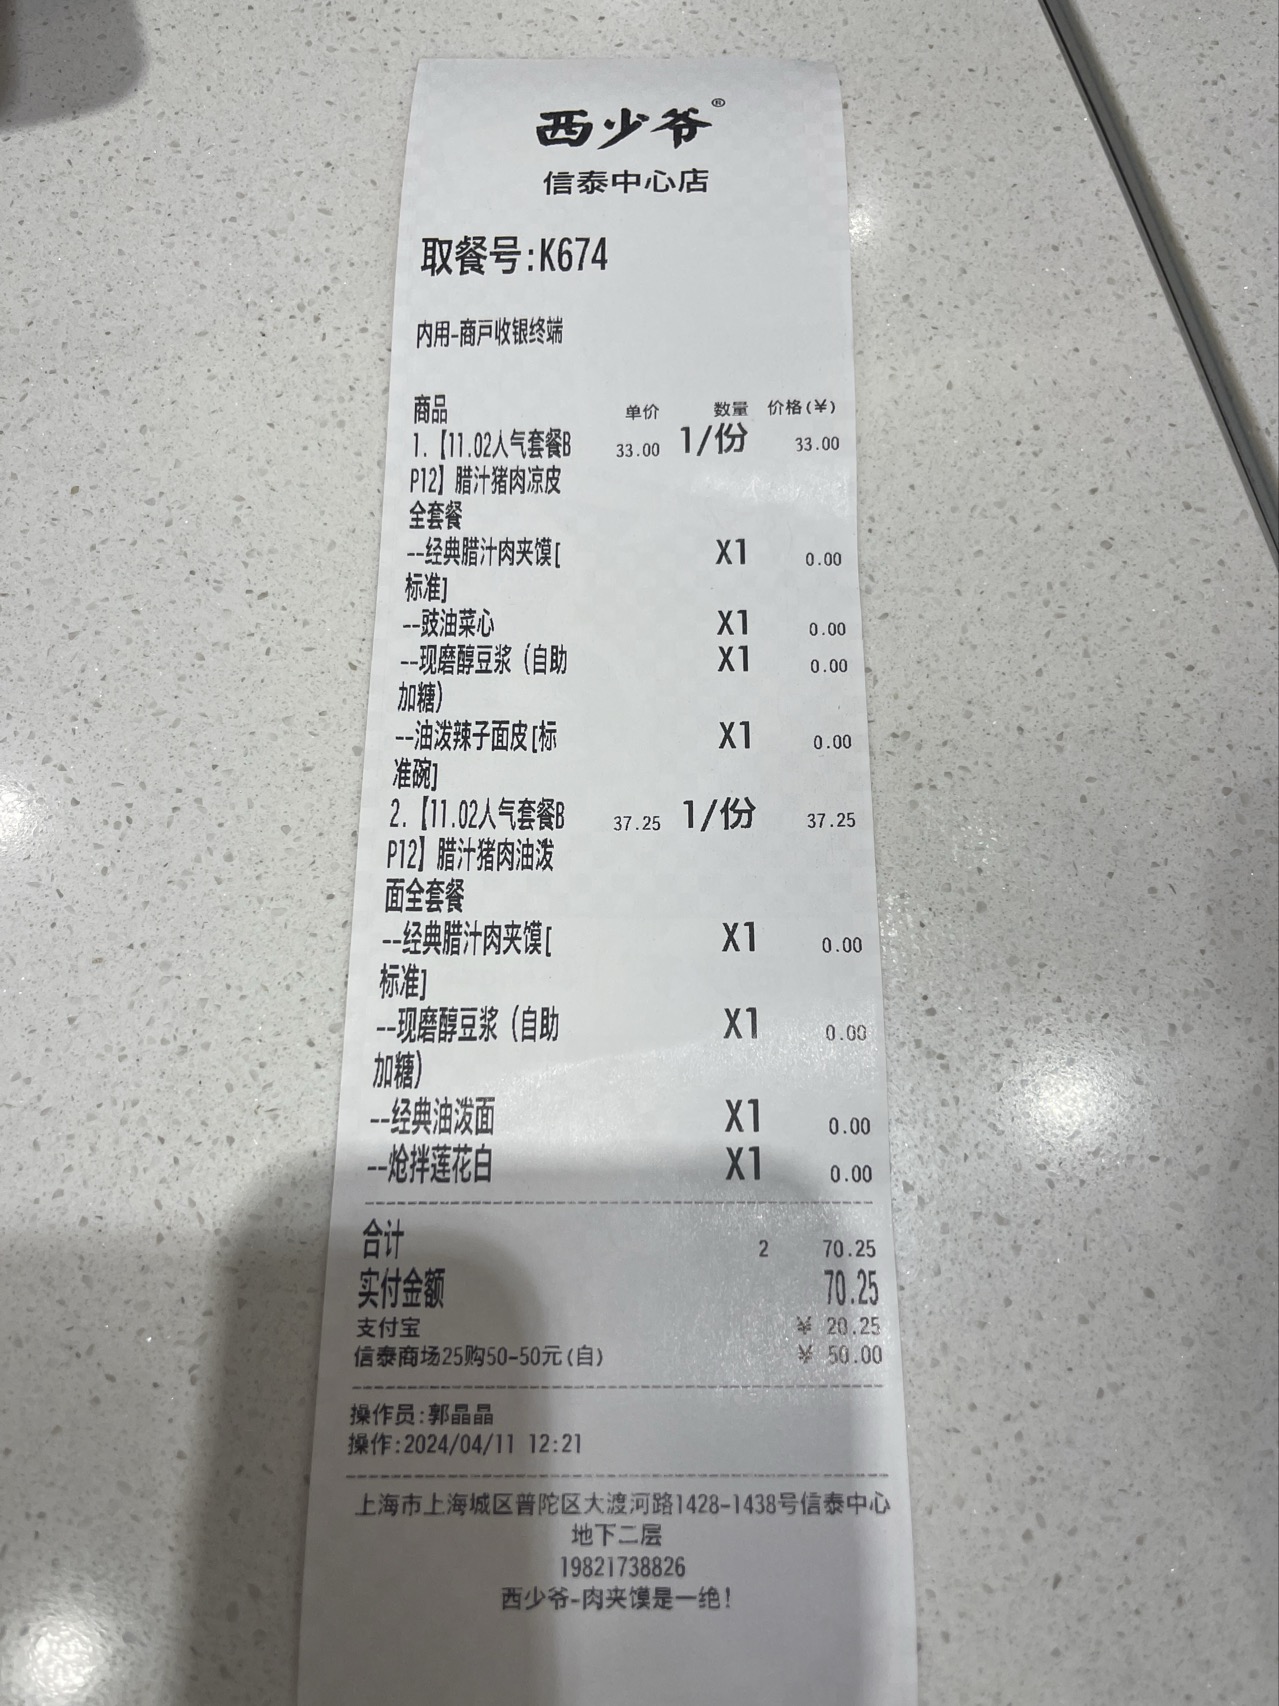 西少爷®
信泰中心店
取餐号:K674
内用-商戸收银终端
商品 单价 数量 价格(¥)
1.【11.02人气套餐B 33.00 1/份 33.00
P12】腊汁猪肉凉皮
全套餐
--经典腊汁肉夹馍[ X1 0.00
标准]
--豉油菜心 X1 0.00
--现磨醇豆浆（自助 X1 0.00
加糖）
--油泼辣子面皮[标 X1 0.00
准碗]
2.【11.02人气套餐B 37.25 1/份 37.25
P12】腊汁猪肉油泼
面全套餐
--经典腊汁肉夹馍[ X1 0.00
标准]
--现磨醇豆浆（自助 X1 0.00
加糖）
--经典油泼面 X1 0.00
--炝拌莲花白 X1 0.00
合计 2 70.25
实付金额 70.25
支付宝 ¥ 20.25
信泰商场25购50-50元(自) ¥ 50.00
操作员:郭晶晶
操作:2024/04/11 12:21
上海市上海城区普陀区大渡河路1428-1438号信泰中心
地下二层
19821738826
西少爷-肉夹馍是一绝!